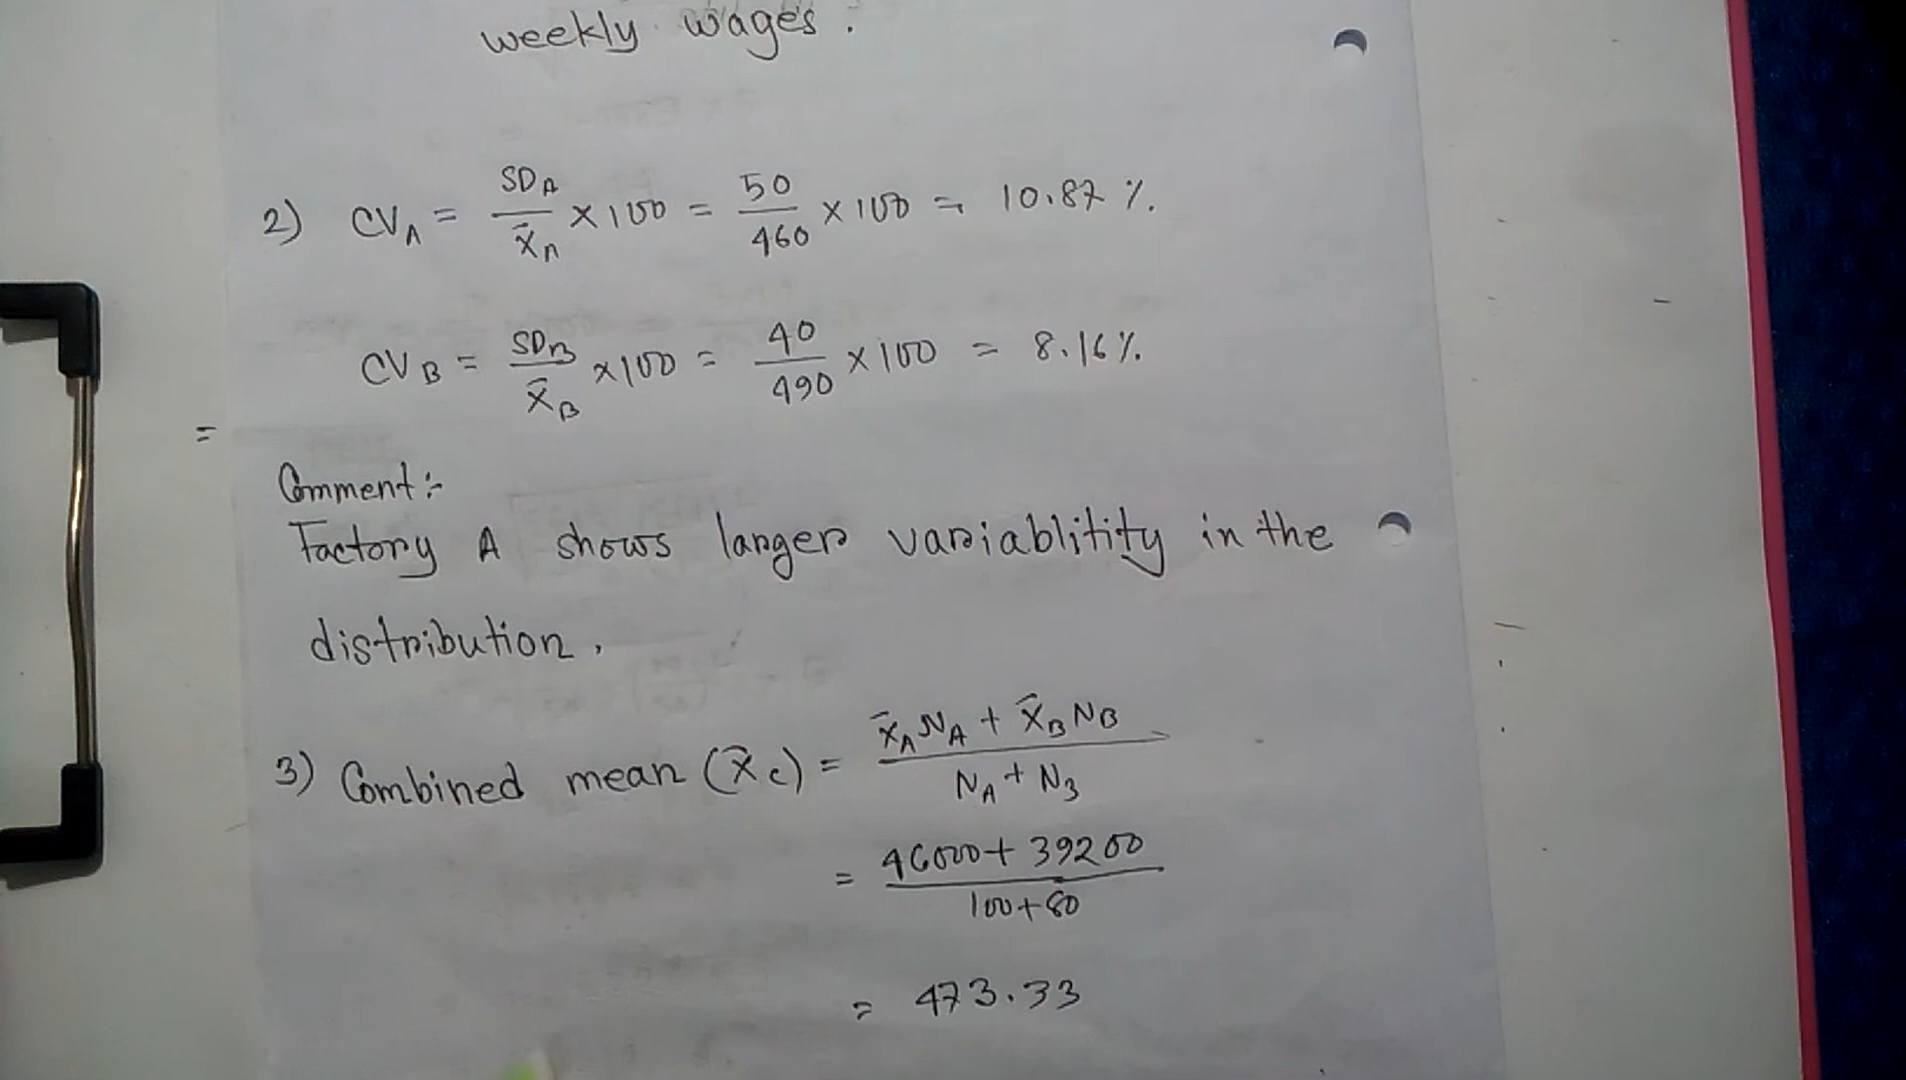 weekly wages.
2) CV_A = SD_A / x̄_A × 100 = 50 / 460 × 100 = 10.87 %.
CV_B = SD_B / x̄_B × 100 = 40 / 490 × 100 = 8.16 %.
=
Comment :-
Factory A shows larger variablitity in the
distribution.
3) Combined mean (x̄_c) = x̄_A N_A + x̄_B N_B / N_A + N_3
= 46000 + 39200 / 100 + 80
= 473.33